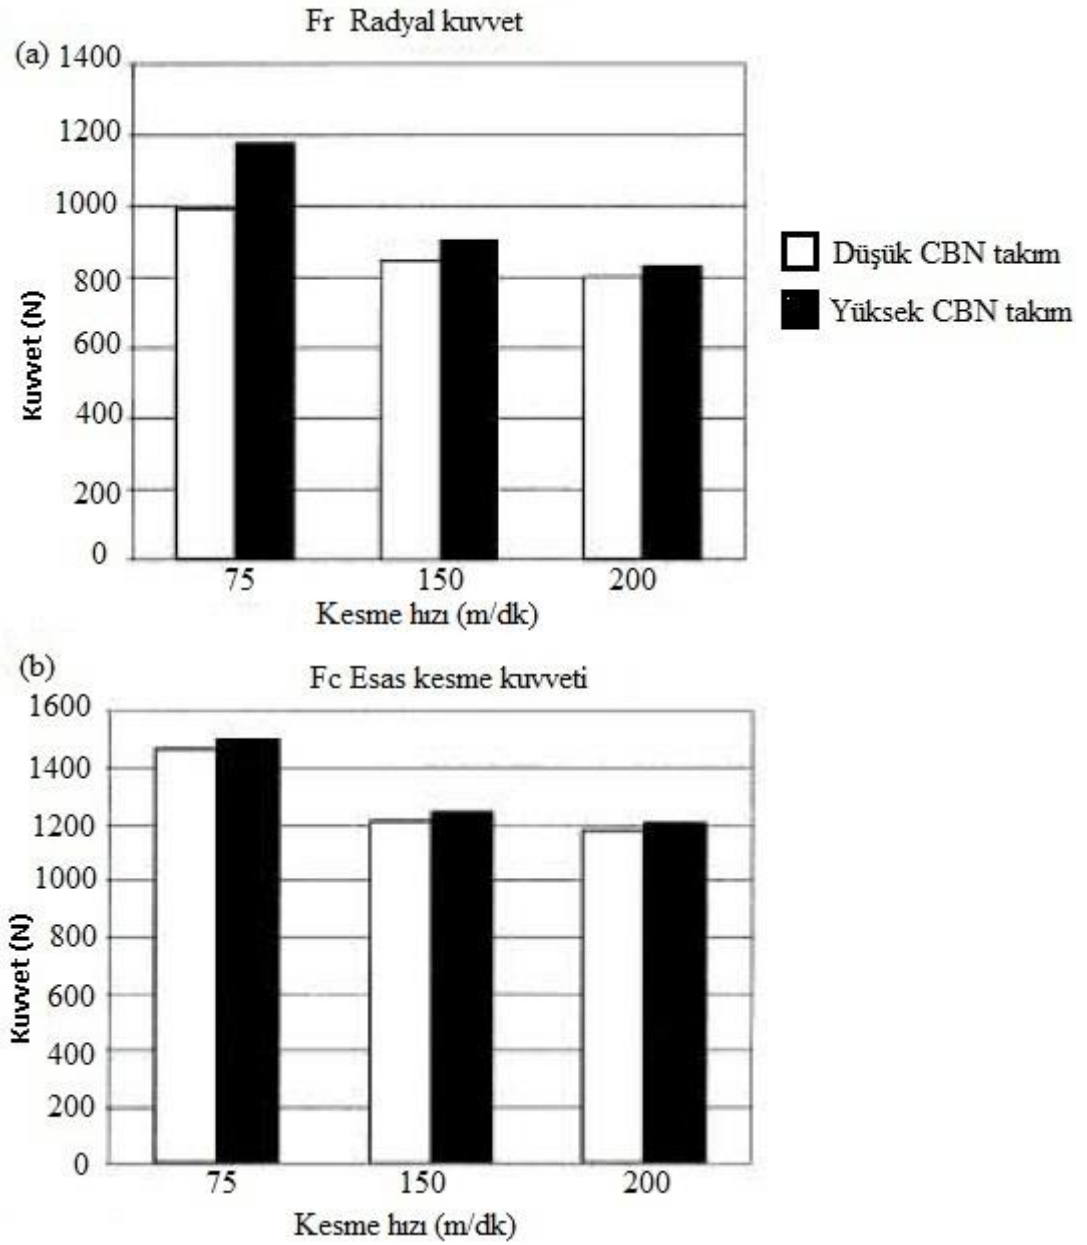 Fr Radyal kuvvet
(a)
1400
1200
1000
800
600
400
200
0
Kuvvet (N)
75 150 200
Kesme hızı (m/dk)
Düşük CBN takım
Yüksek CBN takım
(b)
Fc Esas kesme kuvveti
1600
1400
1200
1000
800
600
400
200
0
Kuvvet (N)
75 150 200
Kesme hızı (m/dk)